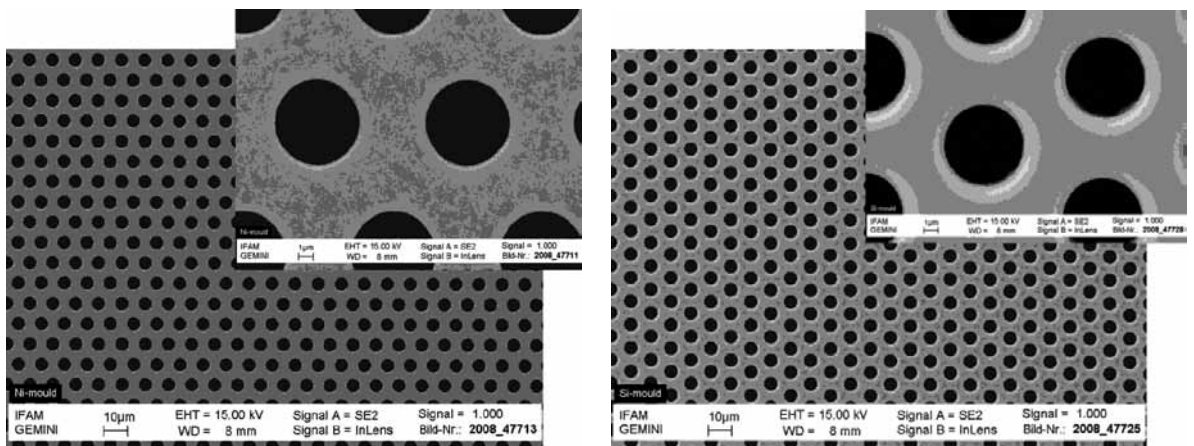 Ni-mould
IFAM 1µm EHT = 15.00 kV Signal A = SE2 Signal = 1.000
GEMINI WD = 8 mm Signal B = InLens Bild-Nr.: 2008_47711
Ni-mould
IFAM 10µm EHT = 15.00 kV Signal A = SE2 Signal = 1.000
GEMINI WD = 8 mm Signal B = InLens Bild-Nr.: 2008_47713
Si-mould
IFAM 1µm EHT = 15.00 kV Signal A = SE2 Signal = 1.000
GEMINI WD = 8 mm Signal B = InLens Bild-Nr.: 2008_47728
Si-mould
IFAM 10µm EHT = 15.00 kV Signal A = SE2 Signal = 1.000
GEMINI WD = 8 mm Signal B = InLens Bild-Nr.: 2008_47725